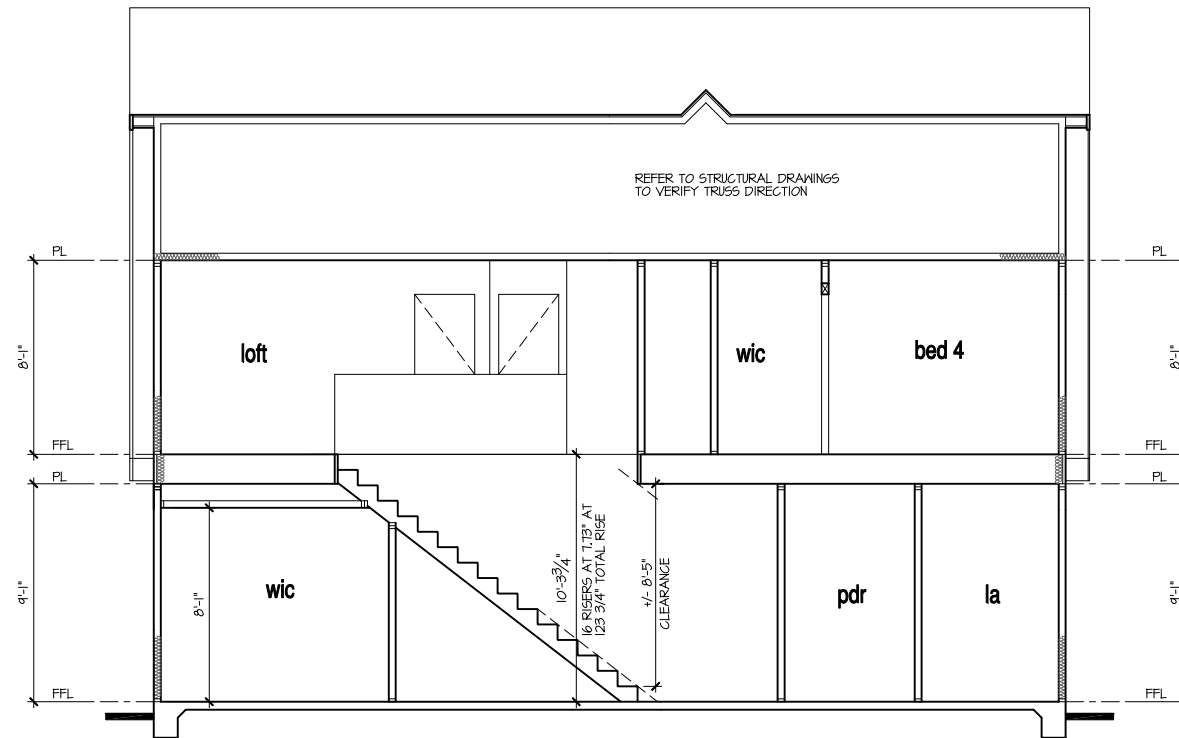 REFER TO STRUCTURAL DRAWINGS
TO VERIFY TRUSS DIRECTION
PL
PL
8'-1"
loft
wic
bed 4
8'-1"
FFL
FFL
PL
PL
9'-1"
8'-1"
wic
10'-3 3/4"
16 RISERS AT 7.73" AT
123 3/4" TOTAL RISE
+/- 8'-5"
CLEARANCE
pdr
la
9'-1"
FFL
FFL